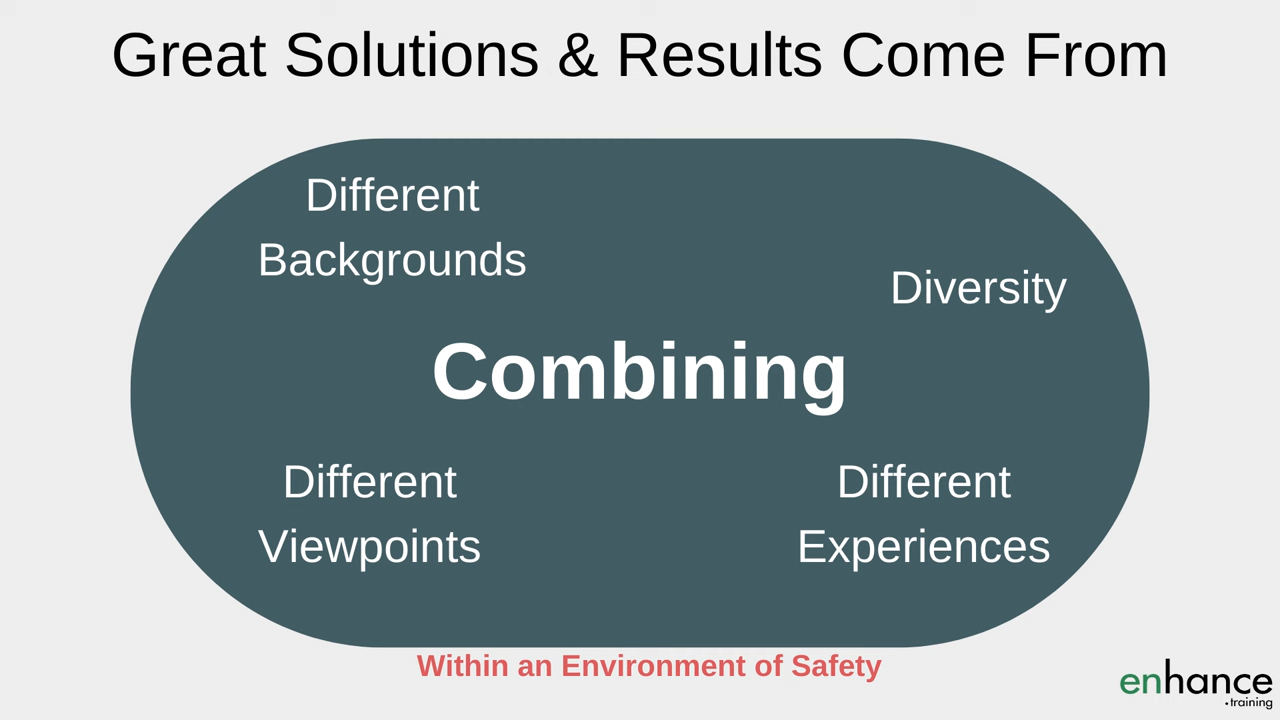 Great Solutions & Results Come From
Different
Backgrounds
Diversity
Combining
Different
Viewpoints
Different
Experiences
Within an Environment of Safety
enhance
.training